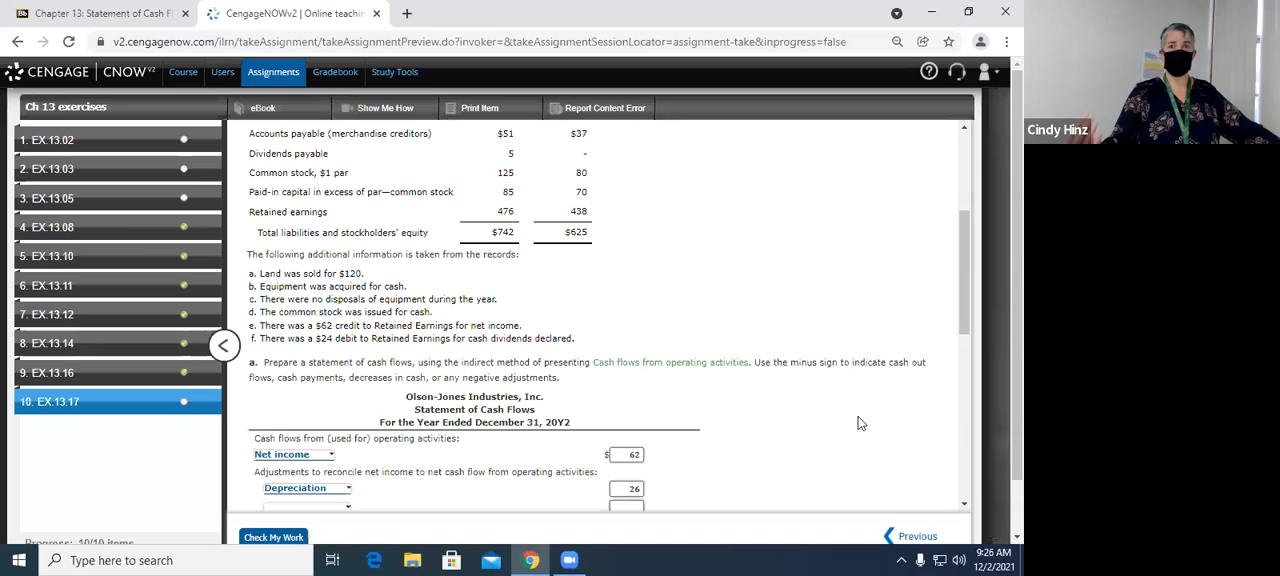 Bb Chapter 13: Statement of Cash F
CengageNOWv2 | Online teachin
v2.cengagenow.com/ilrn/takeAssignment/takeAssignmentPreview.do?invoker=&takeAssignmentSessionLocator=assignment-take&inprogress=false
CENGAGE | CNOWv2 Course Users Assignments Gradebook Study Tools
Ch 13 exercises
eBook Show Me How Print Item Report Content Error
1. EX.13.02
2. EX.13.03
3. EX.13.05
4. EX.13.08
5. EX.13.10
6. EX.13.11
7. EX.13.12
8. EX.13.14
9. EX.13.16
10. EX.13.17
Progress: 10/10 items
Accounts payable (merchandise creditors) $51 $37
Dividends payable 5 -
Common stock, $1 par 125 80
Paid-in capital in excess of par—common stock 85 70
Retained earnings 476 438
Total liabilities and stockholders' equity $742 $625
The following additional information is taken from the records:
a. Land was sold for $120.
b. Equipment was acquired for cash.
c. There were no disposals of equipment during the year.
d. The common stock was issued for cash.
e. There was a $62 credit to Retained Earnings for net income.
f. There was a $24 debit to Retained Earnings for cash dividends declared.
a. Prepare a statement of cash flows, using the indirect method of presenting Cash flows from operating activities. Use the minus sign to indicate cash out
flows, cash payments, decreases in cash, or any negative adjustments.
Olson-Jones Industries, Inc.
Statement of Cash Flows
For the Year Ended December 31, 20Y2
Cash flows from (used for) operating activities:
Net income $ 62
Adjustments to reconcile net income to net cash flow from operating activities:
Depreciation 26
Check My Work
Previous
Cindy Hinz
Type here to search
9:26 AM
12/2/2021